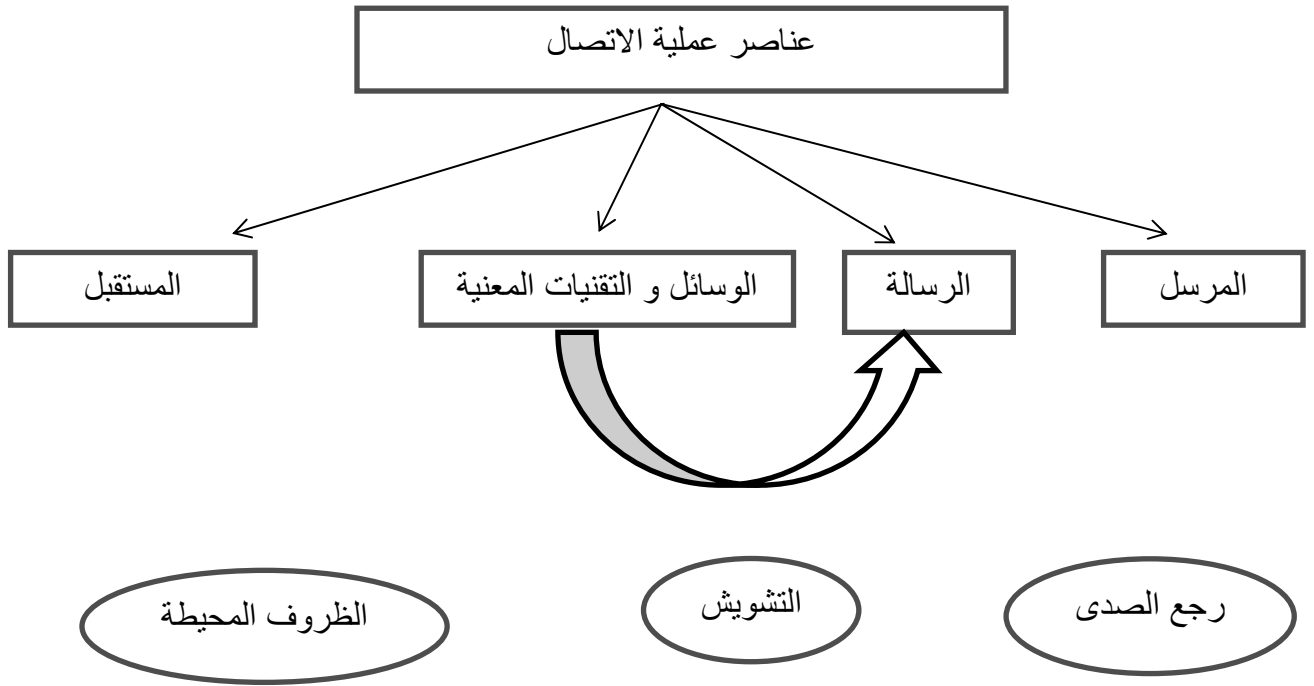 عناصر عملية الاتصال
المرسل
الرسالة
الوسائل و التقنيات المعنية
المستقبل
رجع الصدى
التشويش
الظروف المحيطة